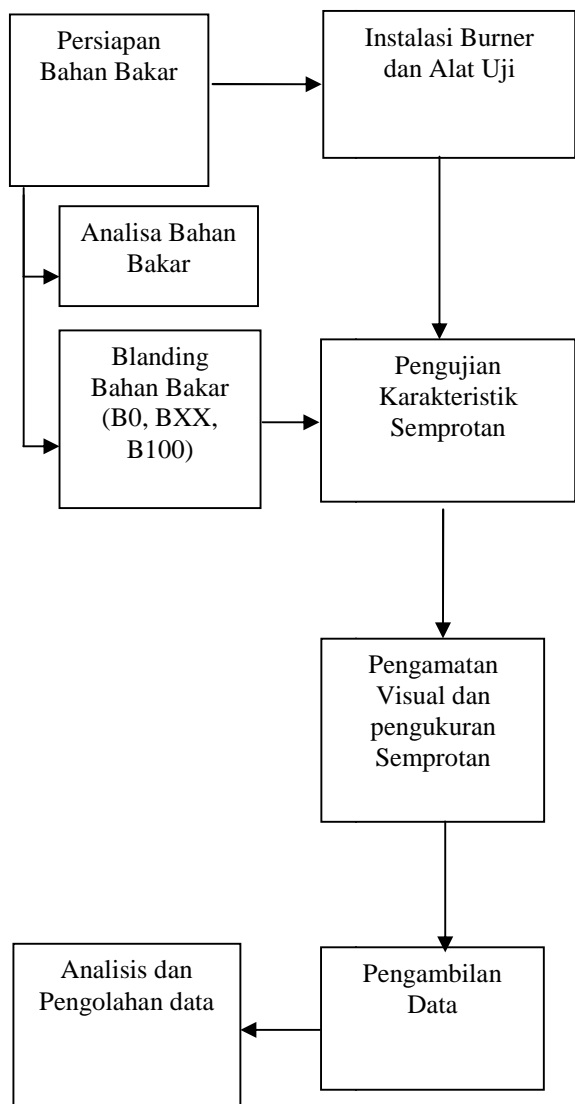 Persiapan
Bahan Bakar
Instalasi Burner
dan Alat Uji
Analisa Bahan
Bakar
Blanding
Bahan Bakar
(B0, BXX,
B100)
Pengujian
Karakteristik
Semprotan
Pengamatan
Visual dan
pengukuran
Semprotan
Analisis dan
Pengolahan data
Pengambilan
Data